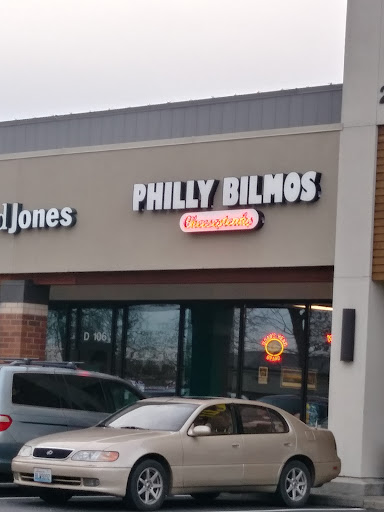 PHILLY BILMOS
Cheesesteaks
d Jones
D 106